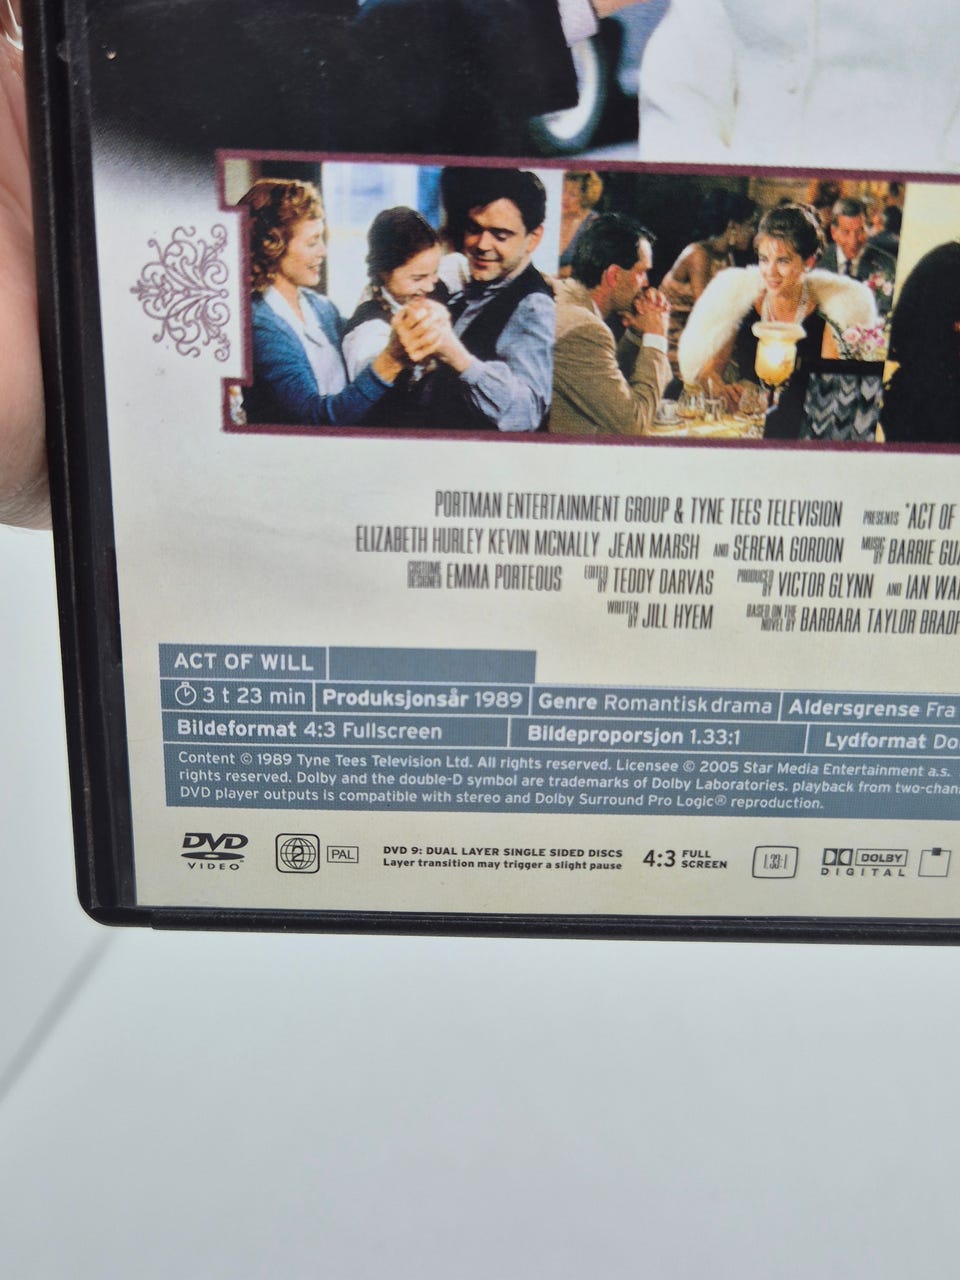 PORTMAN ENTERTAINMENT GROUP & TYNE TEES TELEVISION PRESENTS "ACT OF
ELIZABETH HURLEY KEVIN MCNALLY JEAN MARSH AND SERENA GORDON MUSIC BY BARRIE
COSTUME DESIGNER EMMA PORTEOUS EDITED BY TEDDY DARVAS PRODUCED BY VICTOR GLYNN AND IAN
WRITTEN BY JILL HYEM BASED ON THE NOVEL BY BARBARA TAYLOR
ACT OF WILL
3 t 23 min Produksjonsår 1989 Genre Romantisk drama Aldersgrense Fra
Bildeformat 4:3 Fullscreen Bildeproporsjon 1.33:1 Lydformat
Content © 1989 Tyne Tees Television Ltd. All rights reserved. Licensee © 2005 Star Media Entertainment a.s.
rights reserved. Dolby and the double-D symbol are trademarks of Dolby Laboratories. playback from
DVD player outputs is compatible with stereo and Dolby Surround Pro Logic® reproduction.
DVD VIDEO 2 PAL DVD 9: DUAL LAYER SINGLE SIDED DISCS 4:3 FULL SCREEN 1.33:1 DOLBY DIGITAL
Layer transition may trigger a slight pause